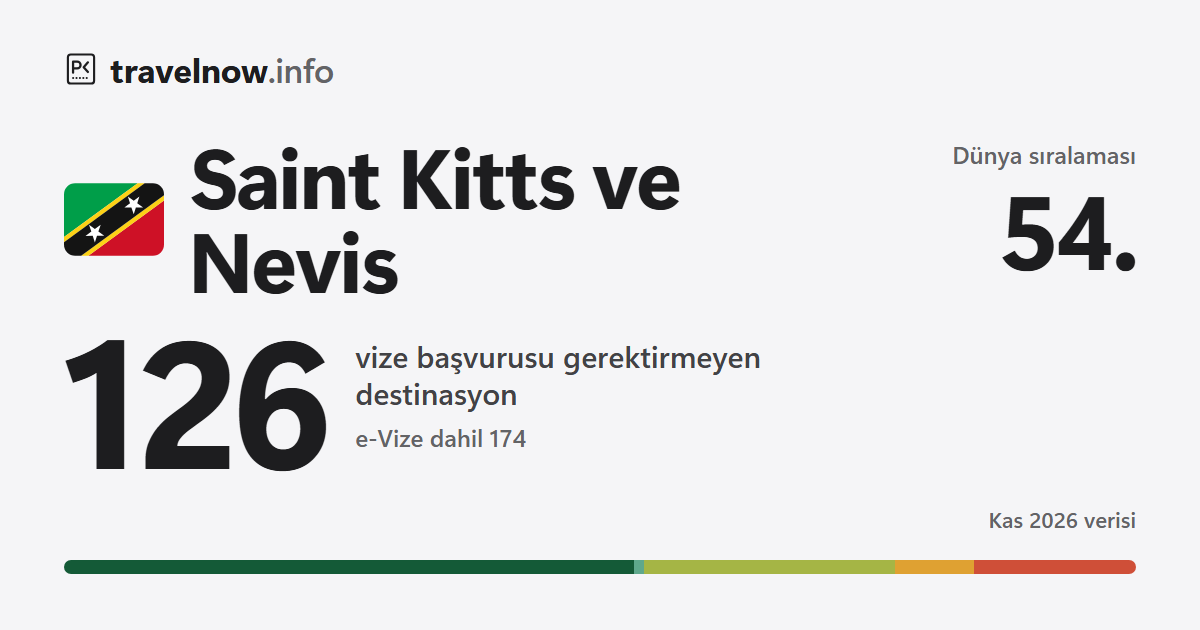 travelnow.info
Saint Kitts ve
Nevis
Dünya sıralaması
54.
126
vize başvurusu gerektirmeyen
destinasyon
e-Vize dahil 174
Kas 2026 verisi